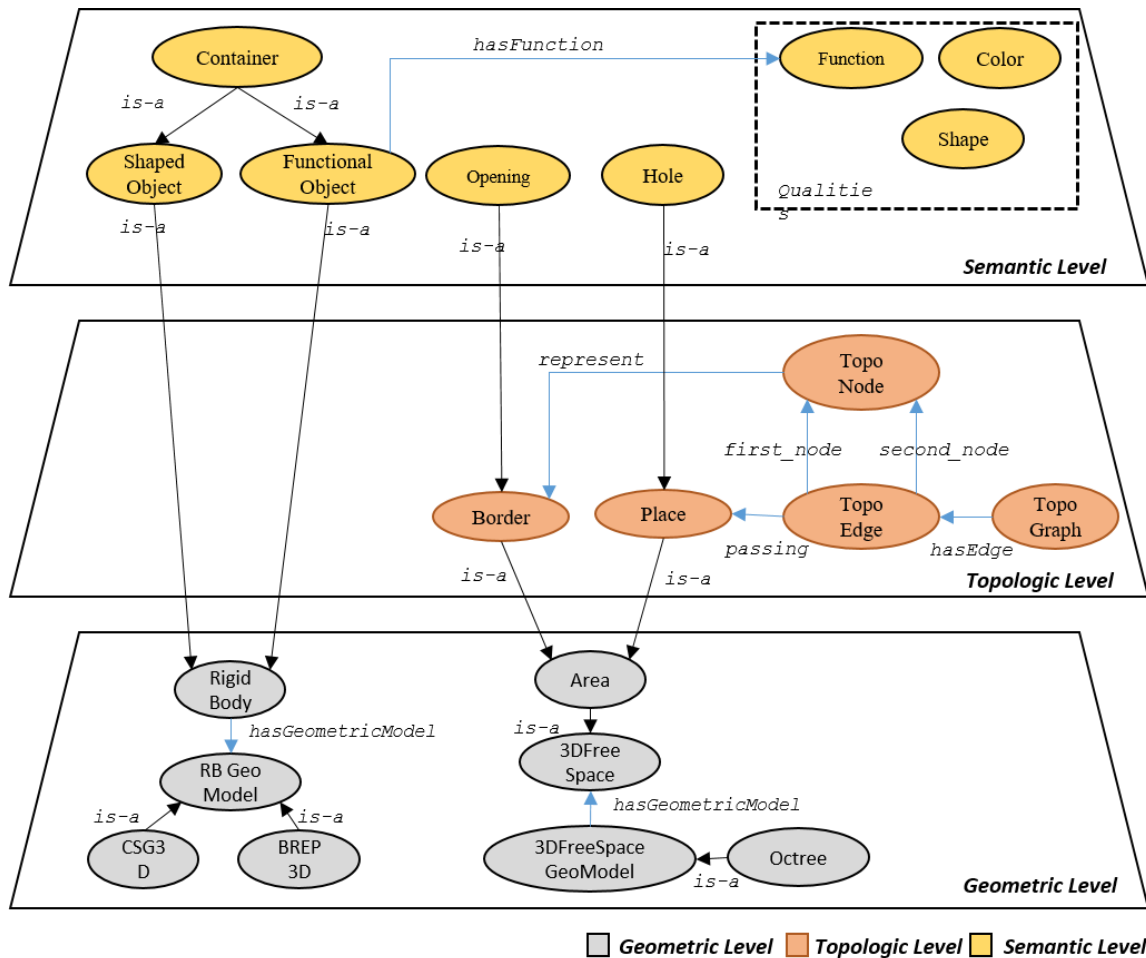 hasFunction
Container
Function
Color
is-a
is-a
Shape
Shaped
Object
Functional
Object
Opening
Hole
Qualitie
s
is-a
is-a
is-a
is-a
Semantic Level
represent
Topo
Node
first_node
second_node
Border
Place
Topo
Edge
Topo
Graph
passing
hasEdge
is-a
is-a
Topologic Level
Rigid
Body
Area
hasGeometricModel
is-a
RB Geo
Model
3DFree
Space
is-a
is-a
hasGeometricModel
CSG3
D
BREP
3D
3DFreeSpace
GeoModel
Octree
is-a
Geometric Level
Geometric Level
Topologic Level
Semantic Level